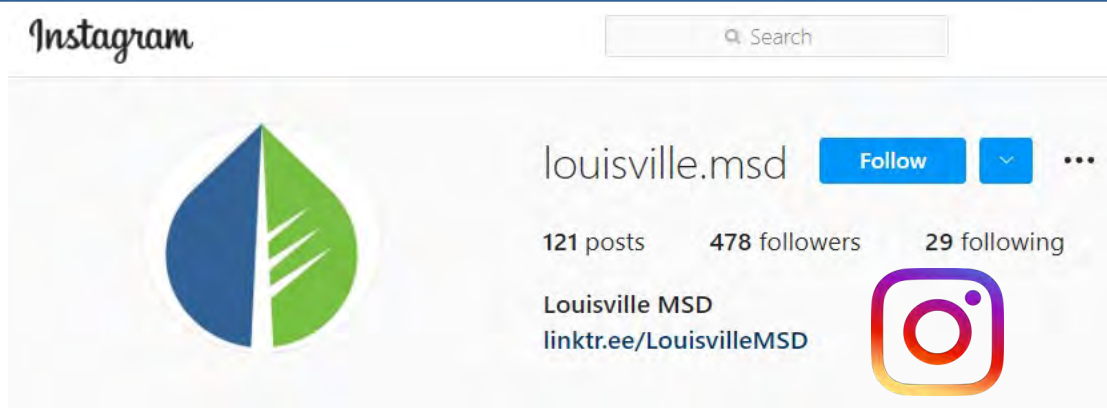 Instagram
Search
louisville.msd Follow
121 posts 478 followers 29 following
Louisville MSD
linktr.ee/LouisvilleMSD